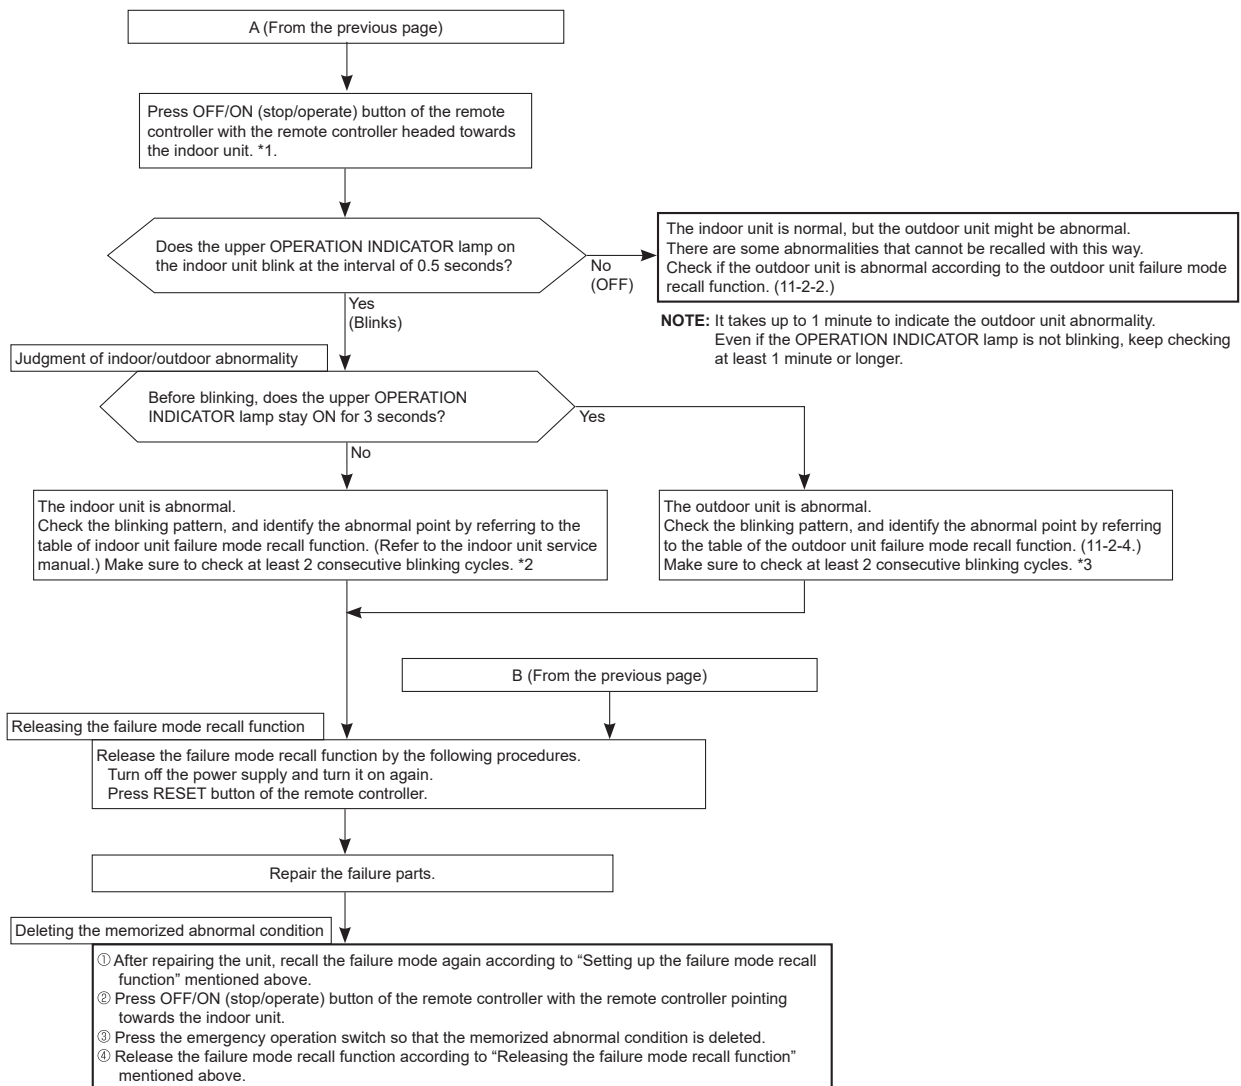 A (From the previous page)
Press OFF/ON (stop/operate) button of the remote
controller with the remote controller headed towards
the indoor unit. *1.
Does the upper OPERATION INDICATOR lamp on
the indoor unit blink at the interval of 0.5 seconds?
No
(OFF)
The indoor unit is normal, but the outdoor unit might be abnormal.
There are some abnormalities that cannot be recalled with this way.
Check if the outdoor unit is abnormal according to the outdoor unit failure mode
recall function. (11-2-2.)
Yes
(Blinks)
NOTE: It takes up to 1 minute to indicate the outdoor unit abnormality.
Even if the OPERATION INDICATOR lamp is not blinking, keep checking
at least 1 minute or longer.
Judgment of indoor/outdoor abnormality
Before blinking, does the upper OPERATION
INDICATOR lamp stay ON for 3 seconds?
Yes
No
The indoor unit is abnormal.
Check the blinking pattern, and identify the abnormal point by referring to the
table of indoor unit failure mode recall function. (Refer to the indoor unit service
manual.) Make sure to check at least 2 consecutive blinking cycles. *2
The outdoor unit is abnormal.
Check the blinking pattern, and identify the abnormal point by referring
to the table of the outdoor unit failure mode recall function. (11-2-4.)
Make sure to check at least 2 consecutive blinking cycles. *3
B (From the previous page)
Releasing the failure mode recall function
Release the failure mode recall function by the following procedures.
Turn off the power supply and turn it on again.
Press RESET button of the remote controller.
Repair the failure parts.
Deleting the memorized abnormal condition
① After repairing the unit, recall the failure mode again according to “Setting up the failure mode recall
function” mentioned above.
② Press OFF/ON (stop/operate) button of the remote controller with the remote controller pointing
towards the indoor unit.
③ Press the emergency operation switch so that the memorized abnormal condition is deleted.
④ Release the failure mode recall function according to “Releasing the failure mode recall function”
mentioned above.